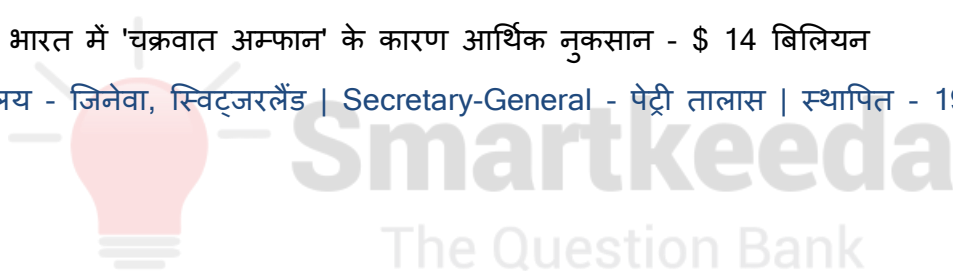 भारत में 'चक्रवात अम्फान' के कारण आर्थिक नुकसान - $ 14 बिलियन
जिनेवा, स्विट्जरलैंड | Secretary-General - पेट्री तालास | स्थापित -
Smartkeeda
The Question Bank